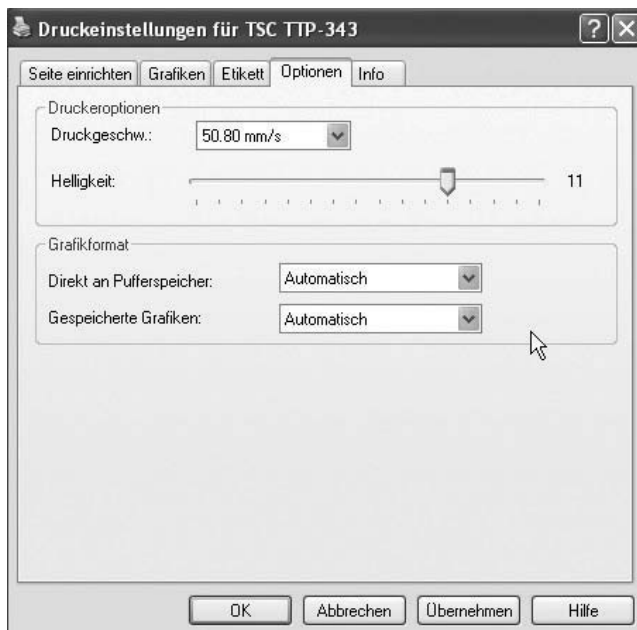 Druckeinstellungen für TSC TTP-343
Seite einrichten Grafiken Etikett Optionen Info
Druckeroptionen
Druckgeschw.: 50.80 mm/s
Helligkeit: 11
Grafikformat
Direkt an Pufferspeicher: Automatisch
Gespeicherte Grafiken: Automatisch
OK Abbrechen Übernehmen Hilfe